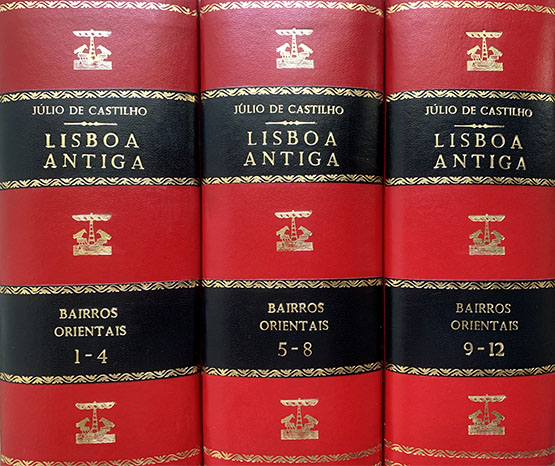 JÚLIO DE CASTILHO
LISBOA
ANTIGA
BAIRROS
ORIENTAIS
1-4
JÚLIO DE CASTILHO
LISBOA
ANTIGA
BAIRROS
ORIENTAIS
5-8
JÚLIO DE CASTILHO
LISBOA
ANTIGA
BAIRROS
ORIENTAIS
9-12